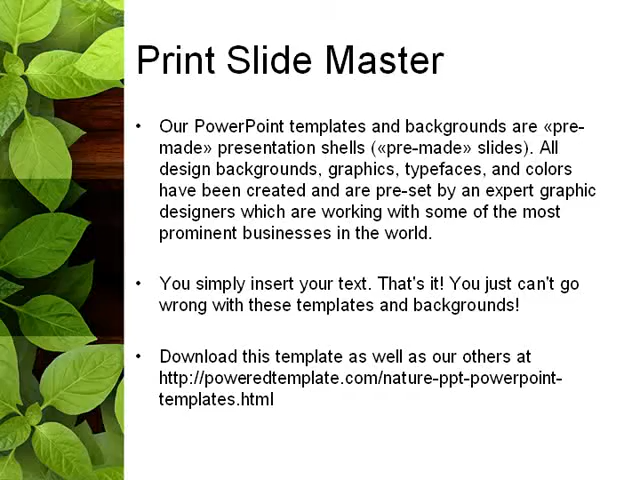 Print Slide Master
• Our PowerPoint templates and backgrounds are «pre-
made» presentation shells («pre-made» slides). All
design backgrounds, graphics, typefaces, and colors
have been created and are pre-set by an expert graphic
designers which are working with some of the most
prominent businesses in the world.
• You simply insert your text. That's it! You just can't go
wrong with these templates and backgrounds!
• Download this template as well as our others at
http://poweredtemplate.com/nature-ppt-powerpoint-
templates.html